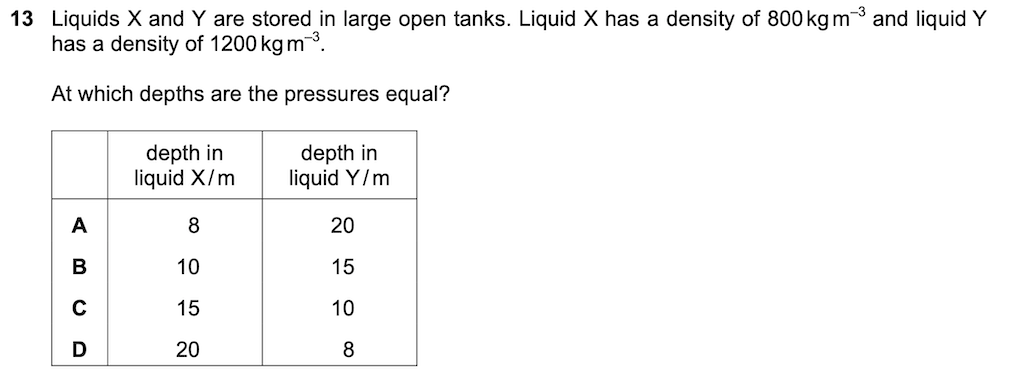 13 Liquids X and Y are stored in large open tanks. Liquid X has a density of 800 kg m⁻³ and liquid Y
has a density of 1200 kg m⁻³.
At which depths are the pressures equal?
depth in liquid X / m | depth in liquid Y / m
A 8 20
B 10 15
C 15 10
D 20 8